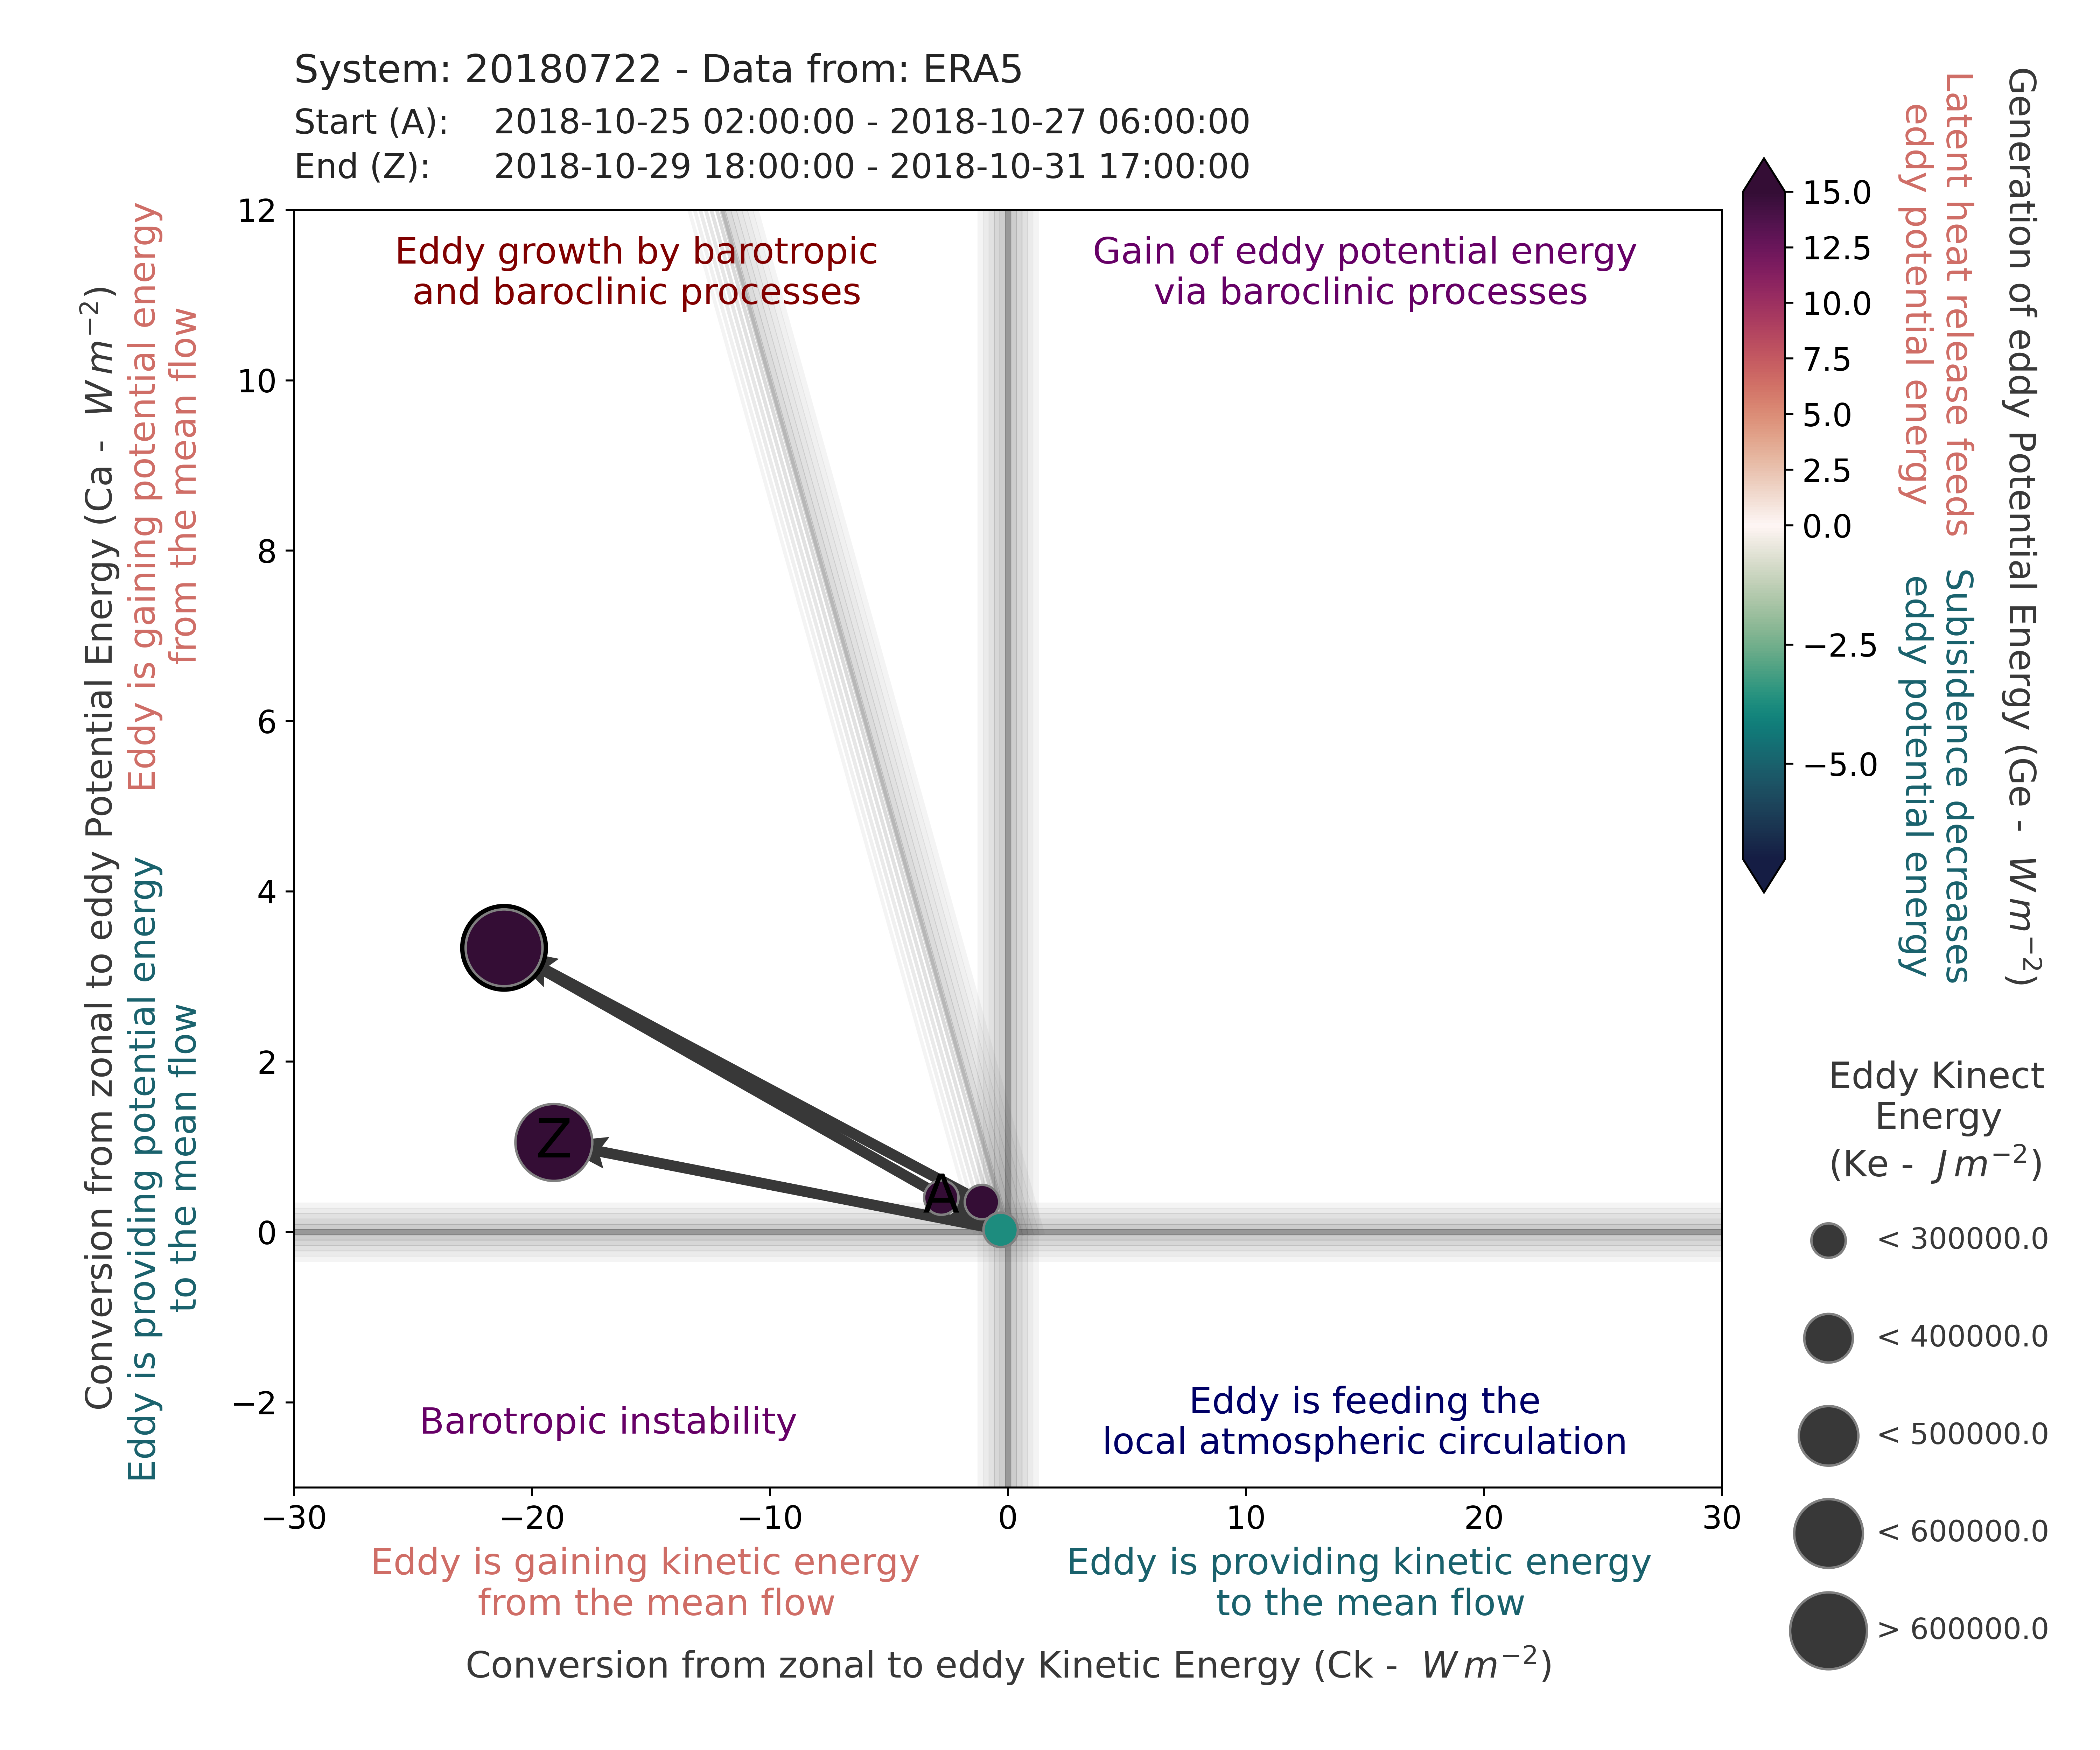 System: 20180722 - Data from: ERA5
Start (A): 2018-10-25 02:00:00 - 2018-10-27 06:00:00
End (Z): 2018-10-29 18:00:00 - 2018-10-31 17:00:00
Conversion from zonal to eddy Potential Energy (Ca - W m⁻²)
Eddy is gaining potential energy
from the mean flow
Eddy is providing potential energy
to the mean flow
12
10
8
6
4
2
0
−2
Eddy growth by barotropic
and baroclinic processes
Gain of eddy potential energy
via baroclinic processes
Z
A
Barotropic instability
Eddy is feeding the
local atmospheric circulation
−30
−20
−10
0
10
20
30
Eddy is gaining kinetic energy
from the mean flow
Eddy is providing kinetic energy
to the mean flow
Conversion from zonal to eddy Kinetic Energy (Ck - W m⁻²)
15.0
12.5
10.0
7.5
5.0
2.5
0.0
−2.5
−5.0
Latent heat release feeds
eddy potential energy
Subisidence decreases
eddy potential energy
Generation of eddy Potential Energy (Ge - W m⁻²)
Eddy Kinect
Energy
(Ke - J m⁻²)
< 300000.0
< 400000.0
< 500000.0
< 600000.0
> 600000.0